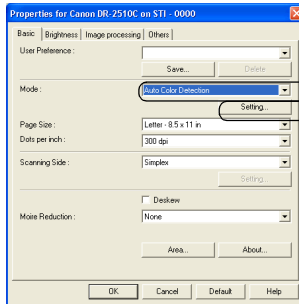 Properties for Canon DR-2510C on STI - 0000
Basic Brightness Image processing Others
User Preference :
Save... Delete
Mode : Auto Color Detection
Setting...
Page Size : Letter - 8.5 x 11 in
Dots per inch : 300 dpi
Scanning Side : Simplex
Setting...
Deskew
Moire Reduction : None
Area... About...
OK Cancel Default Help